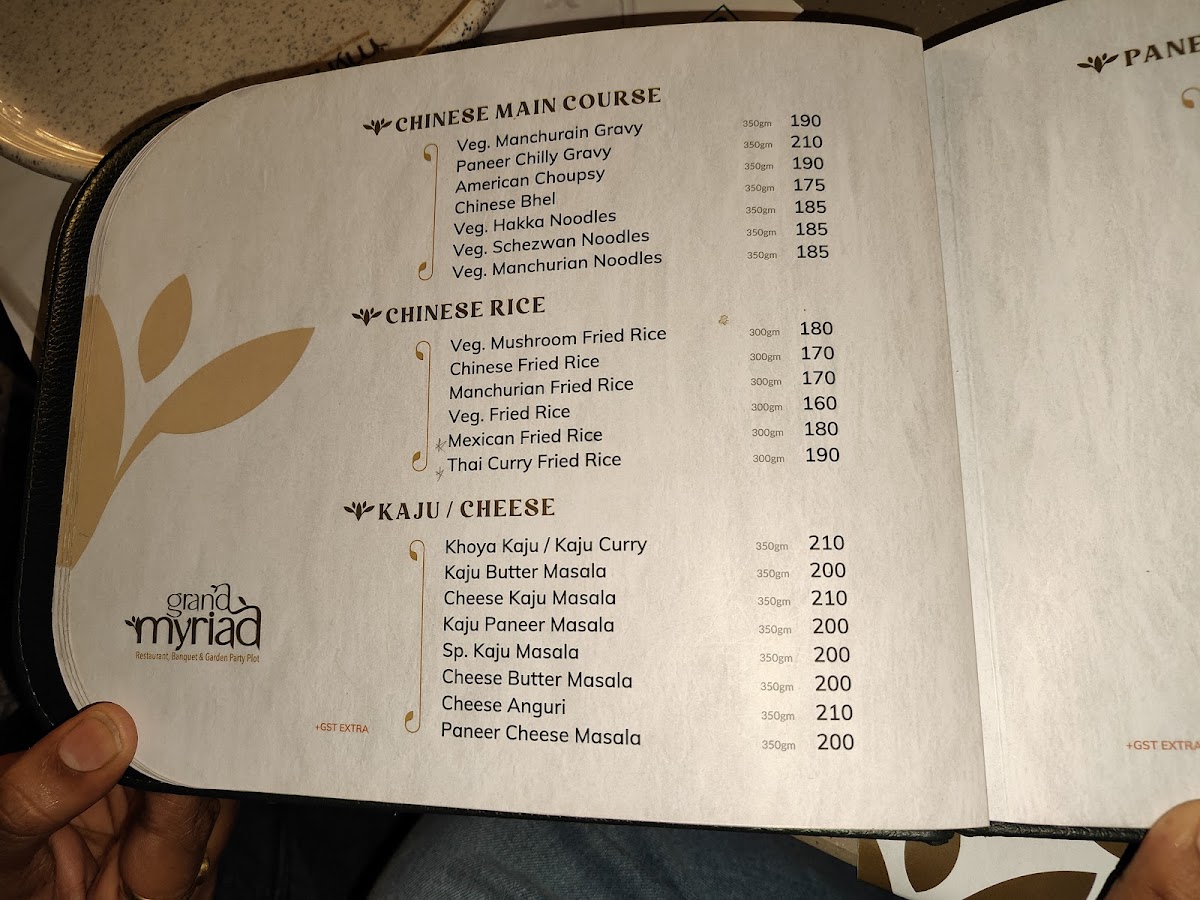 CHINESE MAIN COURSE
Veg. Manchurain Gravy 350gm 190
Paneer Chilly Gravy 350gm 210
American Choupsy 350gm 190
Chinese Bhel 350gm 175
Veg. Hakka Noodles 350gm 185
Veg. Schezwan Noodles 350gm 185
Veg. Manchurian Noodles 350gm 185
CHINESE RICE
Veg. Mushroom Fried Rice 300gm 180
Chinese Fried Rice 300gm 170
Manchurian Fried Rice 300gm 170
Veg. Fried Rice 300gm 160
Mexican Fried Rice 300gm 180
Thai Curry Fried Rice 300gm 190
KAJU / CHEESE
Khoya Kaju / Kaju Curry 350gm 210
Kaju Butter Masala 350gm 200
Cheese Kaju Masala 350gm 210
Kaju Paneer Masala 350gm 200
Sp. Kaju Masala 350gm 200
Cheese Butter Masala 350gm 200
Cheese Anguri 350gm 210
Paneer Cheese Masala 350gm 200
grand
myriad
Restaurant, Banquet & Garden Party Plot
+GST EXTRA
PANE
+GST EXTRA